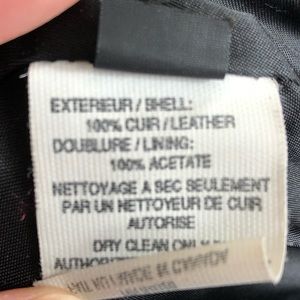 EXTERIEUR / SHELL:
100% CUIR / LEATHER
DOUBLURE / LINING:
100% ACETATE
NETTOYAGE A SEC SEULEMENT
PAR UN NETTOYEUR DE CUIR
AUTORISE
DRY CLEAN ONLY